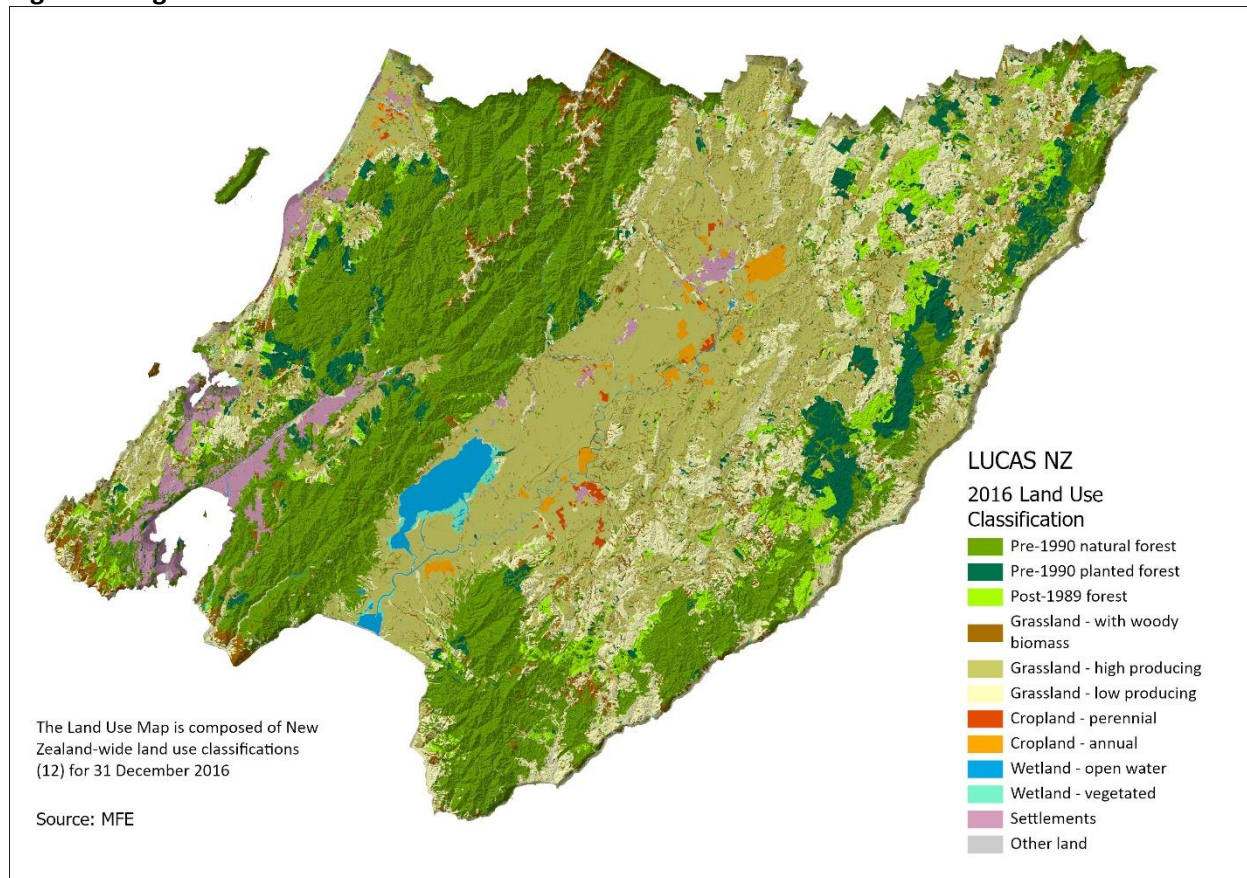 LUCAS NZ
2016 Land Use
Classification
Pre-1990 natural forest
Pre-1990 planted forest
Post-1989 forest
Grassland - with woody
biomass
Grassland - high producing
Grassland - low producing
Cropland - perennial
Cropland - annual
Wetland - open water
Wetland - vegetated
Settlements
Other land
The Land Use Map is composed of New
Zealand-wide land use classifications
(12) for 31 December 2016
Source: MFE